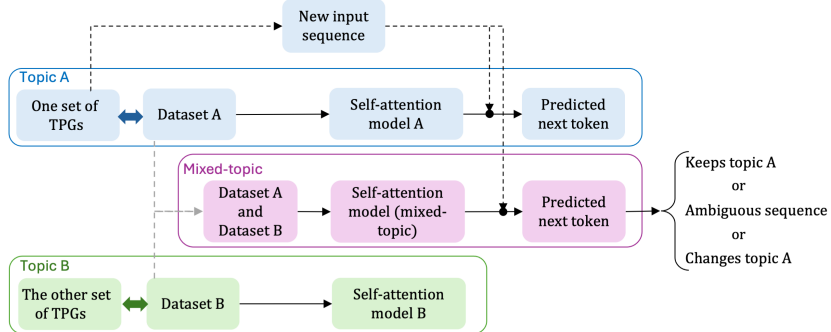 New input
sequence
Topic A
One set of
TPGs
Dataset A
Self-attention
model A
Predicted
next token
Mixed-topic
Dataset A
and
Dataset B
Self-attention
model (mixed-
topic)
Predicted
next token
Keeps topic A
or
Ambiguous sequence
or
Changes topic A
Topic B
The other set
of TPGs
Dataset B
Self-attention
model B